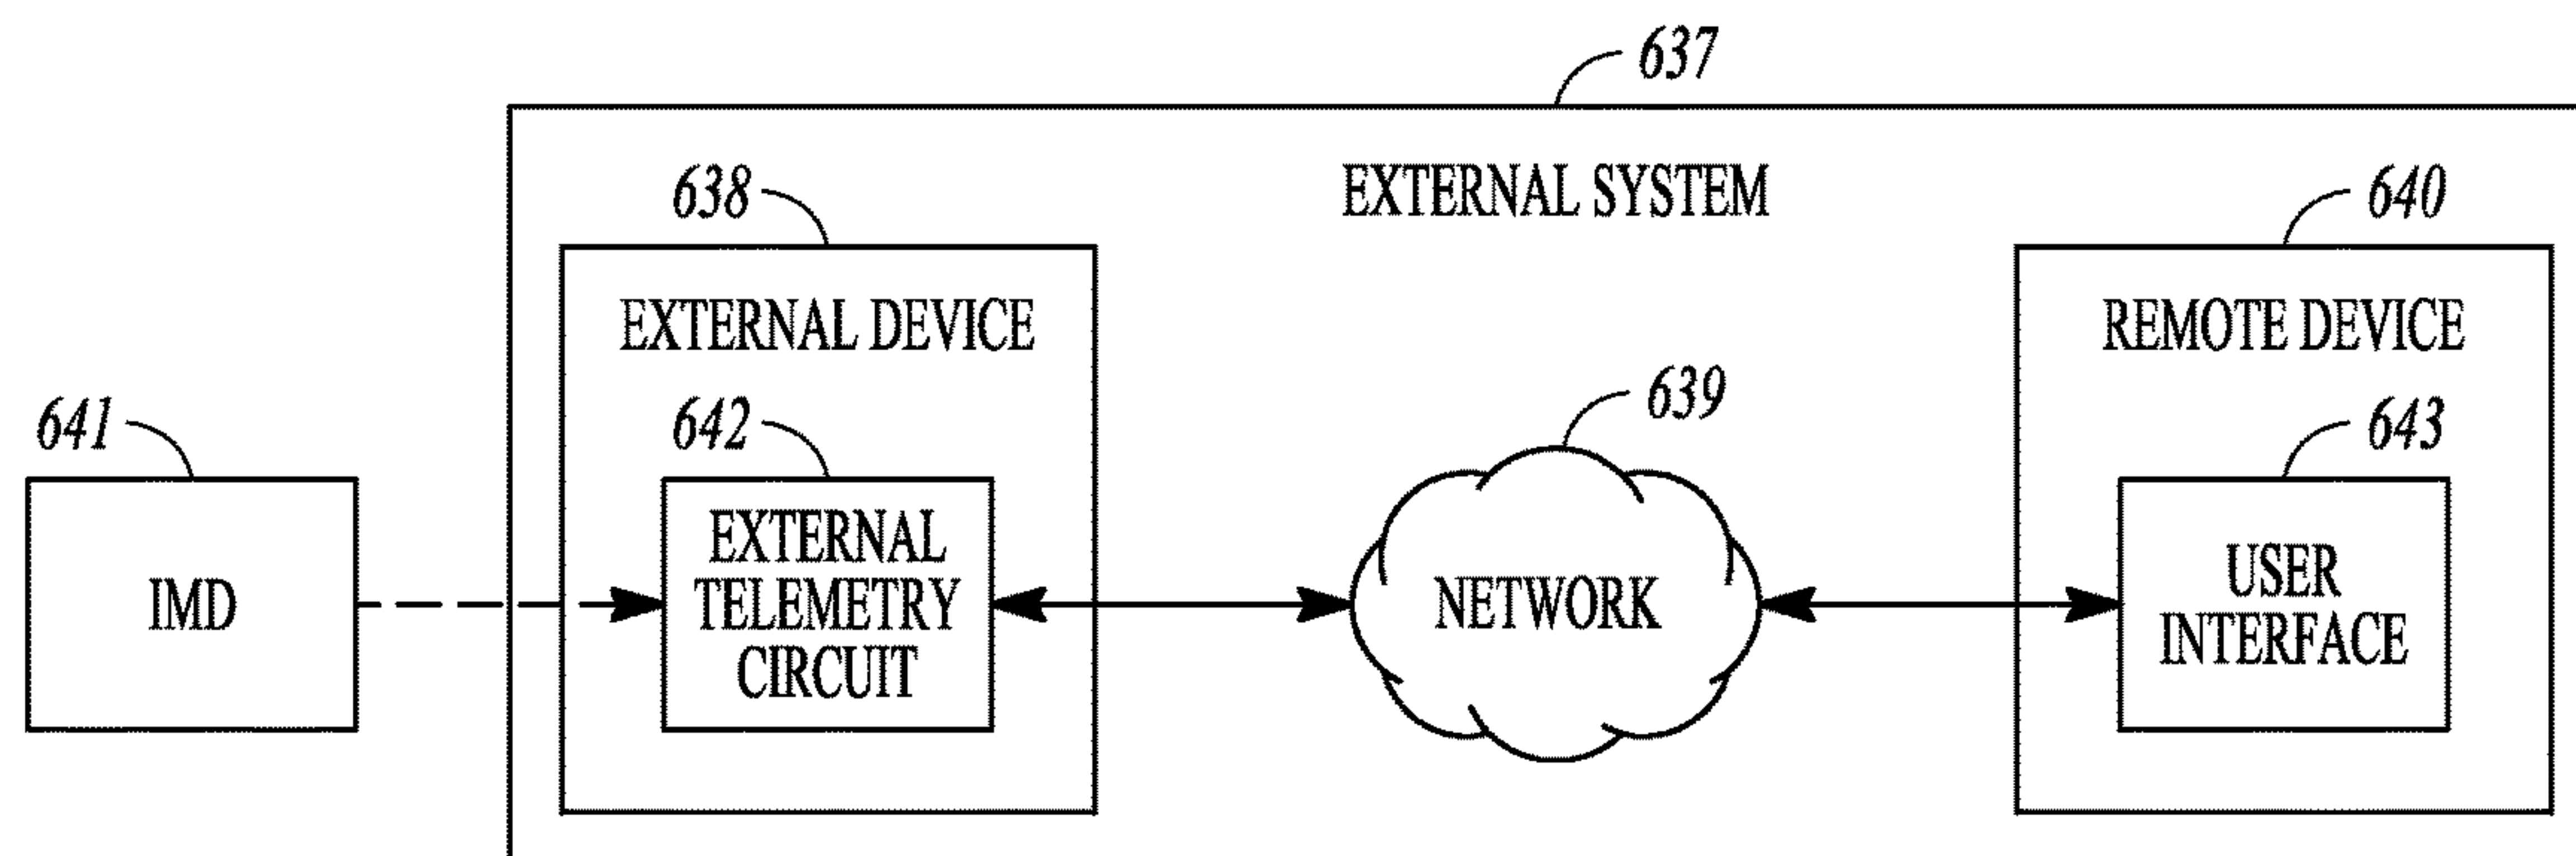 637
EXTERNAL SYSTEM
638
640
EXTERNAL DEVICE
REMOTE DEVICE
641
642
639
643
IMD
EXTERNAL
TELEMETRY
CIRCUIT
NETWORK
USER
INTERFACE